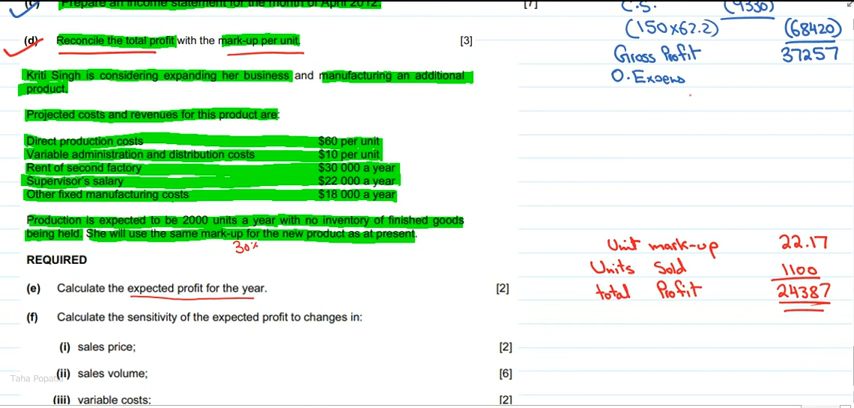 Prepare an income statement for the month of April 2012. [7]
C.S. (9330)
(d) Reconcile the total profit with the mark-up per unit. [3]
(150x62.2) (68420)
Gross Profit 37257
O. Expens
Kriti Singh is considering expanding her business and manufacturing an additional
product.
Projected costs and revenues for this product are:
Direct production costs $60 per unit
Variable administration and distribution costs $10 per unit
Rent of second factory $30 000 a year
Supervisor's salary $22 000 a year
Other fixed manufacturing costs $18 000 a year
Production is expected to be 2000 units a year with no inventory of finished goods
being held. She will use the same mark-up for the new product as at present.
30%
Unit mark-up 22.17
Units Sold 1100
total Profit 24387
REQUIRED
(e) Calculate the expected profit for the year. [2]
(f) Calculate the sensitivity of the expected profit to changes in:
(i) sales price; [2]
(ii) sales volume; [6]
(iii) variable costs: [2]